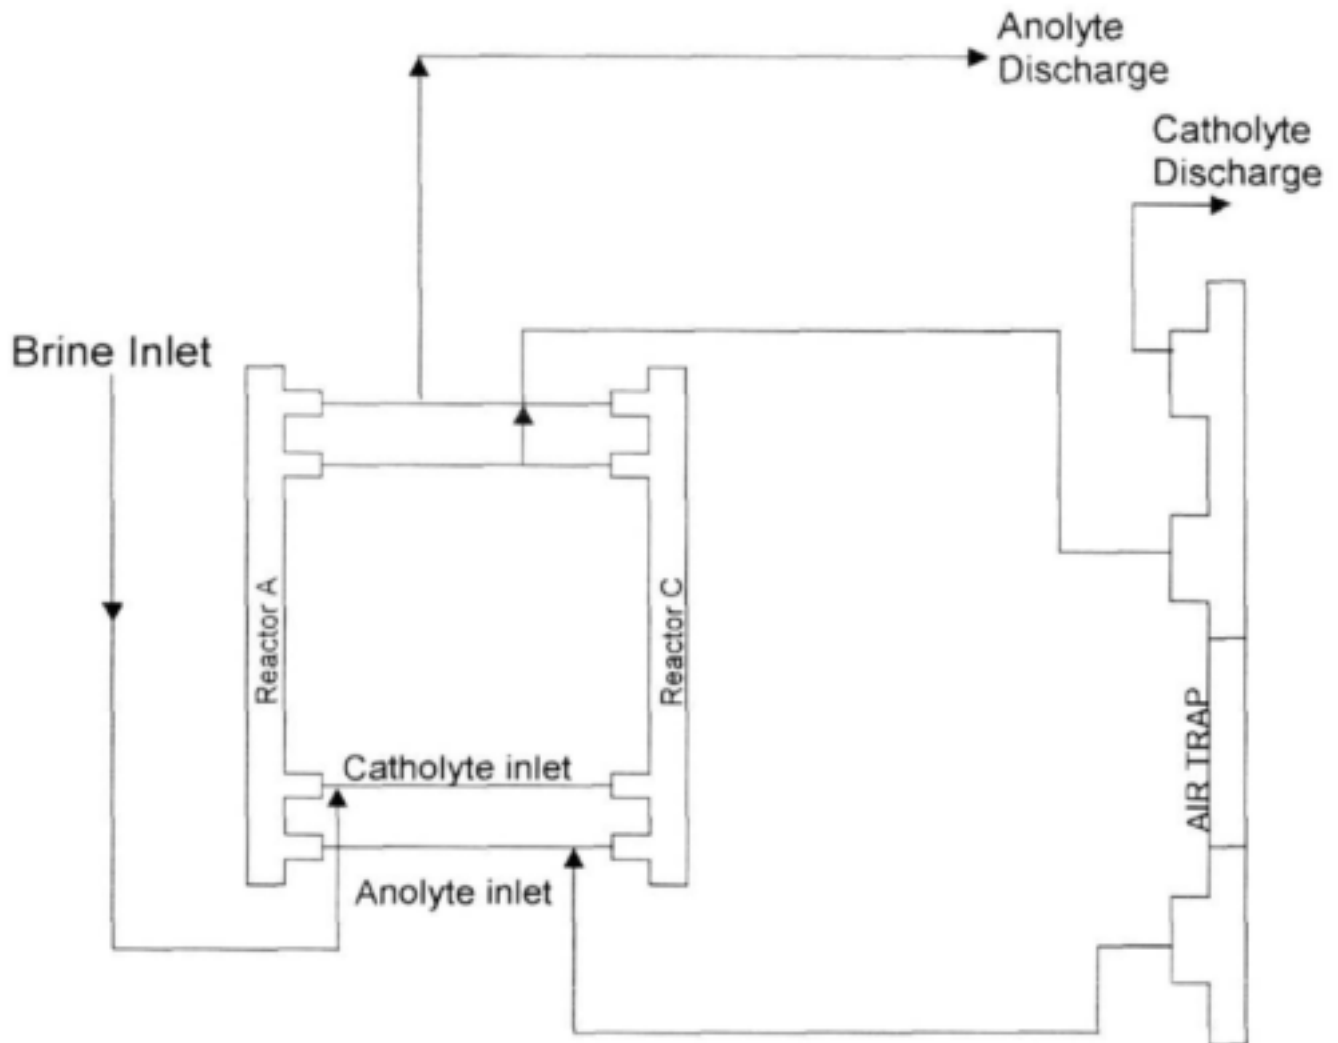 Anolyte
Discharge
Catholyte
Discharge
Brine Inlet
Reactor A
Reactor C
Catholyte inlet
Anolyte inlet
AIR TRAP